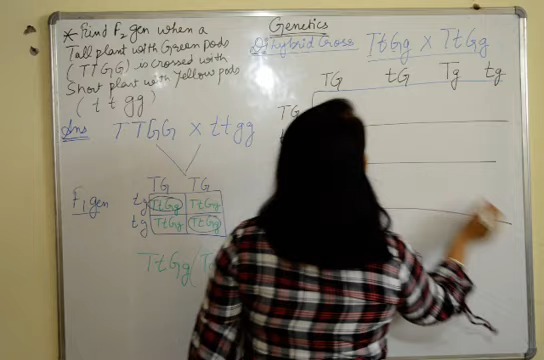 Genetics
* Find F2 gen when a
Tall plant with Green pods
(TTGG) is crossed with
Short plant with Yellow pods
(ttgg)
Dihybrid Cross TtGg X TtGg
TG tG Tg tg
TG
Ans TTGG X ttgg
F1 gen
TG TG
tg TtGg TtGg
tg TtGg TtGg
TtGg